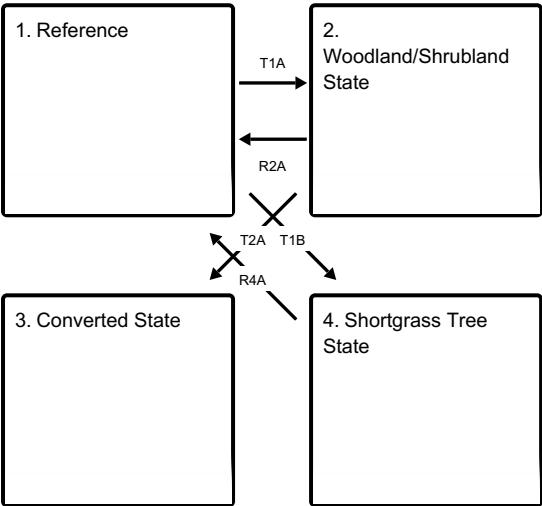 1. Reference
2.
Woodland/Shrubland
State
T1A
R2A
T2A
T1B
R4A
3. Converted State
4. Shortgrass Tree
State